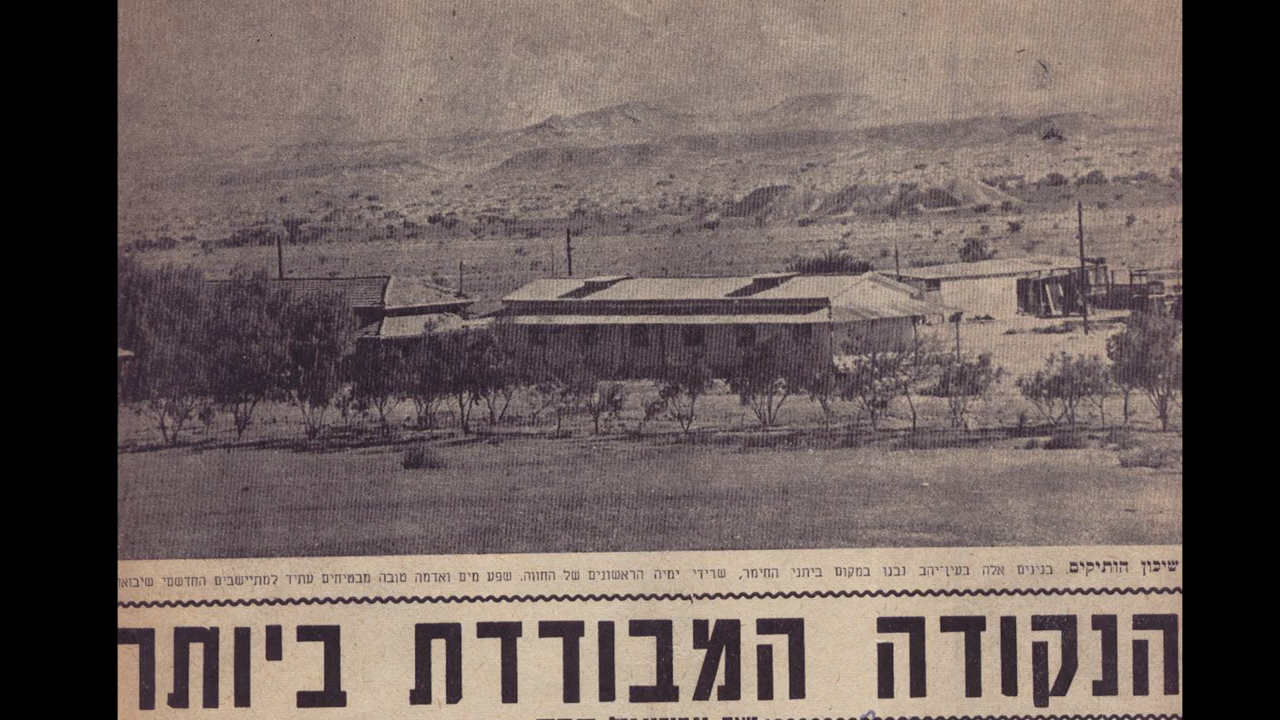 שיכון הותיקים. בנינים אלה בעין־יהב נבנו במקום ביתני החימר, שרידי ימיה הראשונים של החווה. שפע מים ואדמה טובה מבטיחים עתיד למתיישבים החדשים שיבואו
הנקודה המבודדת ביותר